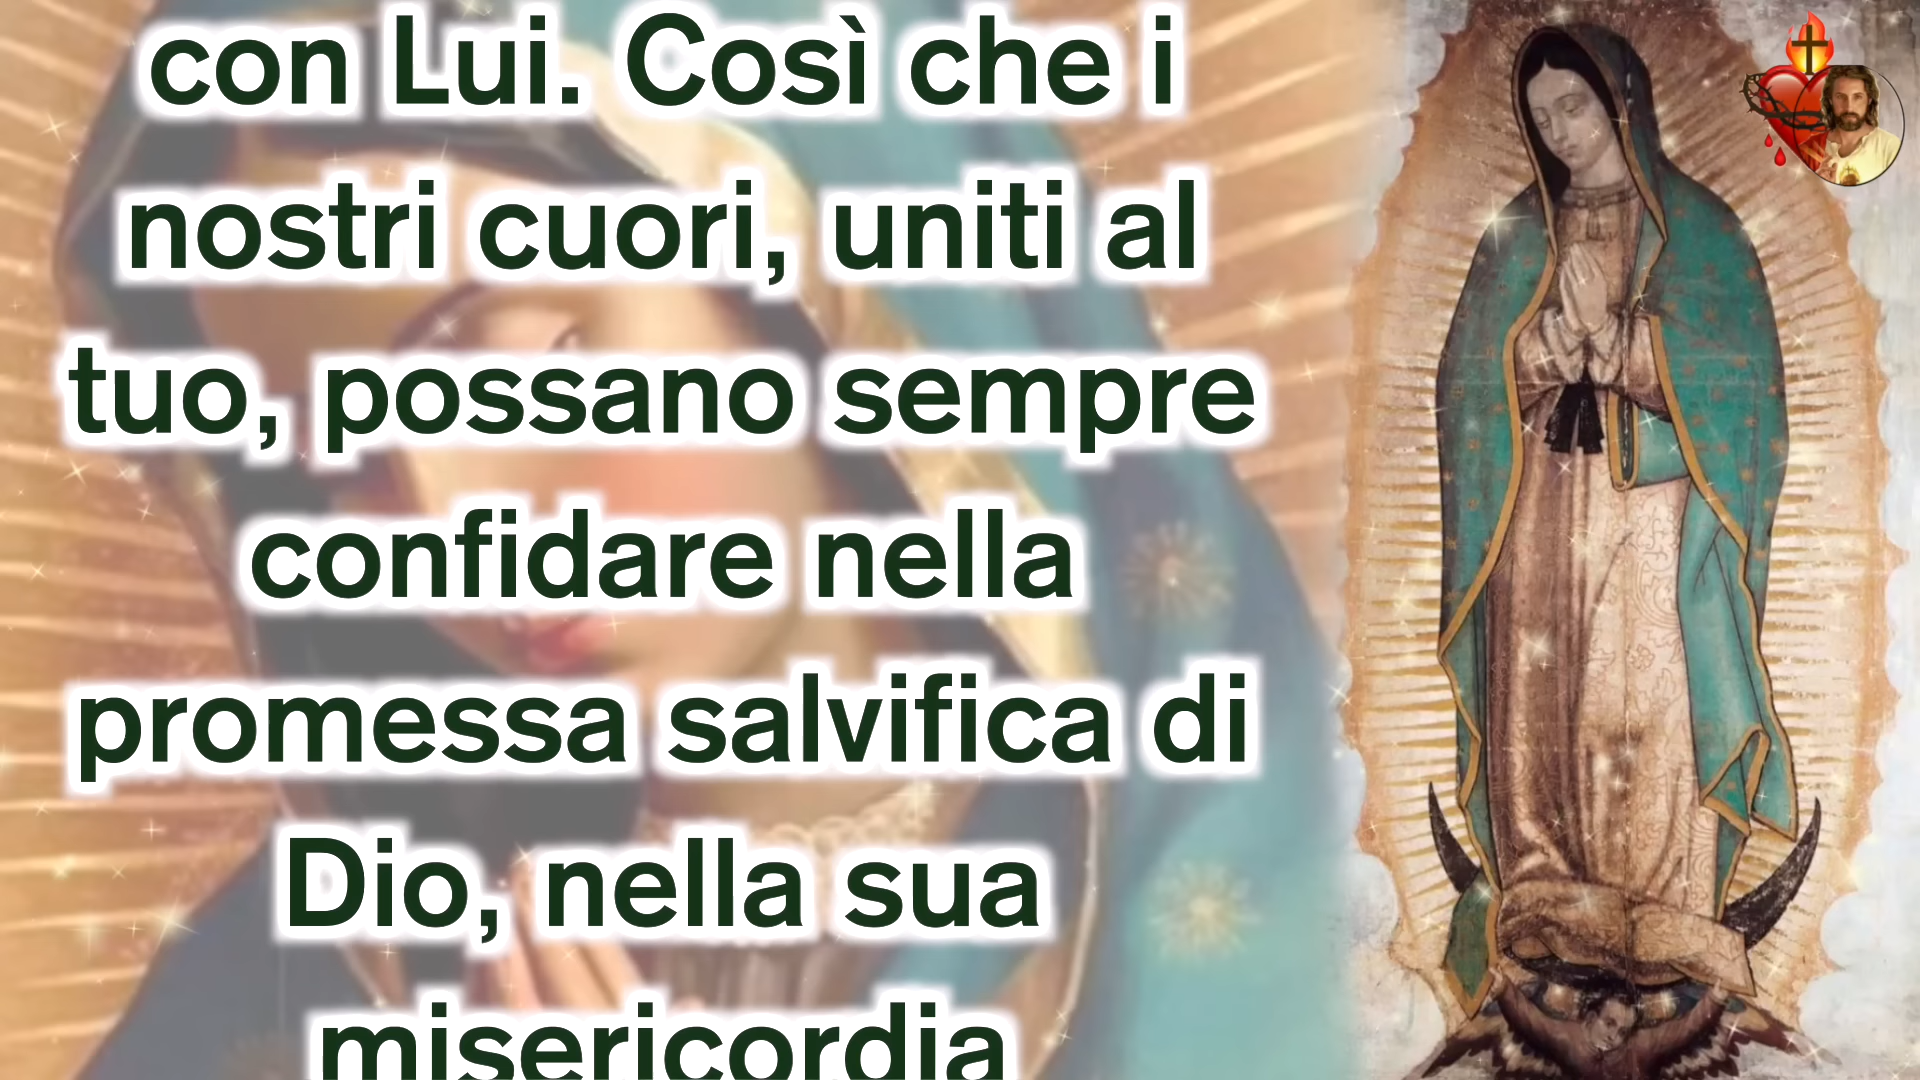 con Lui. Così che i
nostri cuori, uniti al
tuo, possano sempre
confidare nella
promessa salvifica di
Dio, nella sua
misericordia